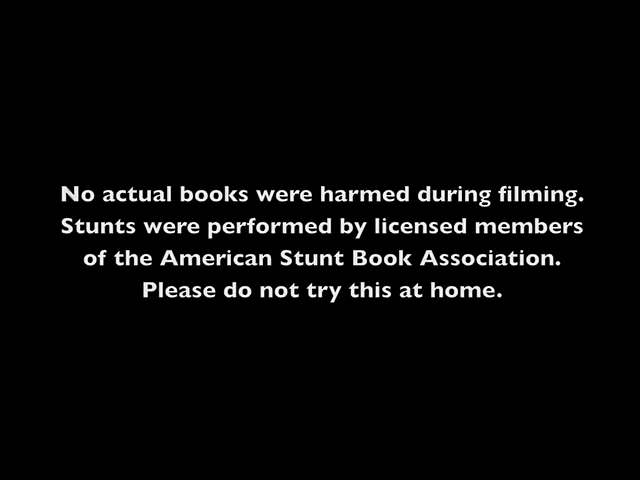 No actual books were harmed during filming.
Stunts were performed by licensed members
of the American Stunt Book Association.
Please do not try this at home.